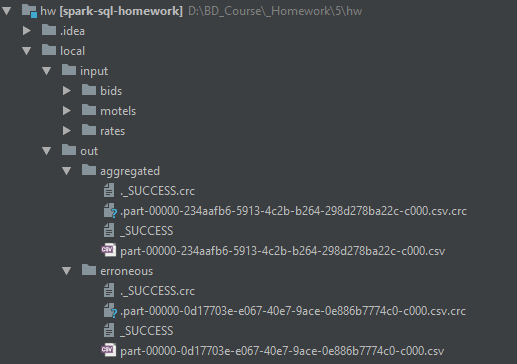 hw [spark-sql-homework] D:\BD_Course\_Homework\5\hw
.idea
local
input
bids
motels
rates
out
aggregated
._SUCCESS.crc
.part-00000-234aafb6-5913-4c2b-b264-298d278ba22c-c000.csv.crc
_SUCCESS
part-00000-234aafb6-5913-4c2b-b264-298d278ba22c-c000.csv
erroneous
._SUCCESS.crc
.part-00000-0d17703e-e067-40e7-9ace-0e886b7774c0-c000.csv.crc
_SUCCESS
part-00000-0d17703e-e067-40e7-9ace-0e886b7774c0-c000.csv